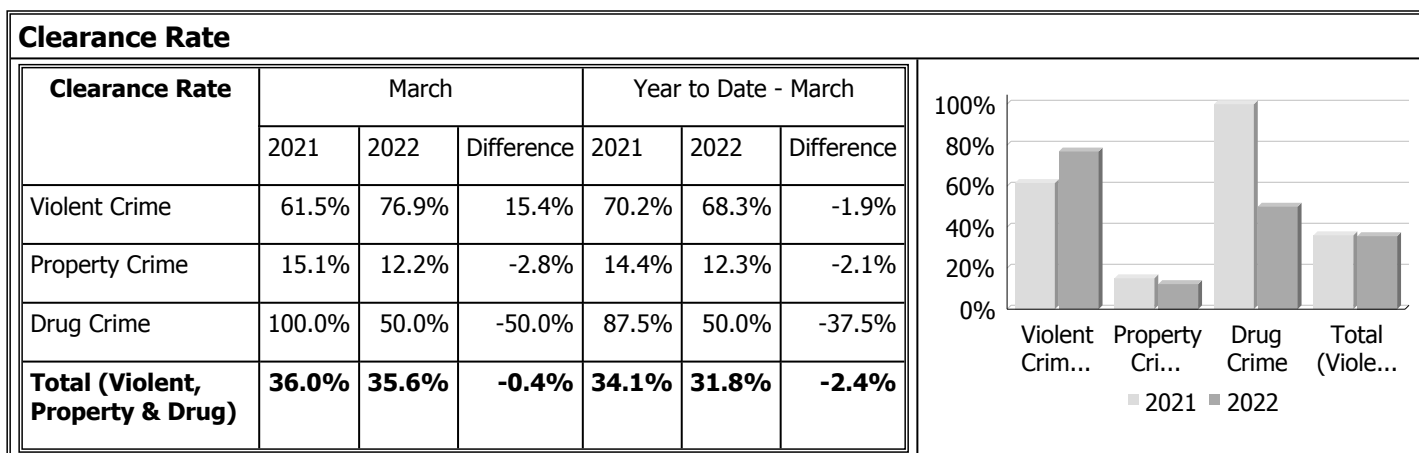 Clearance Rate
Clearance Rate March Year to Date - March
2021 2022 Difference 2021 2022 Difference
Violent Crime 61.5% 76.9% 15.4% 70.2% 68.3% -1.9%
Property Crime 15.1% 12.2% -2.8% 14.4% 12.3% -2.1%
Drug Crime 100.0% 50.0% -50.0% 87.5% 50.0% -37.5%
Total (Violent, 36.0% 35.6% -0.4% 34.1% 31.8% -2.4%
Property & Drug)
100%
80%
60%
40%
20%
0%
Violent Property Drug Total
Crim... Cri... Crime (Viole...
2021 2022